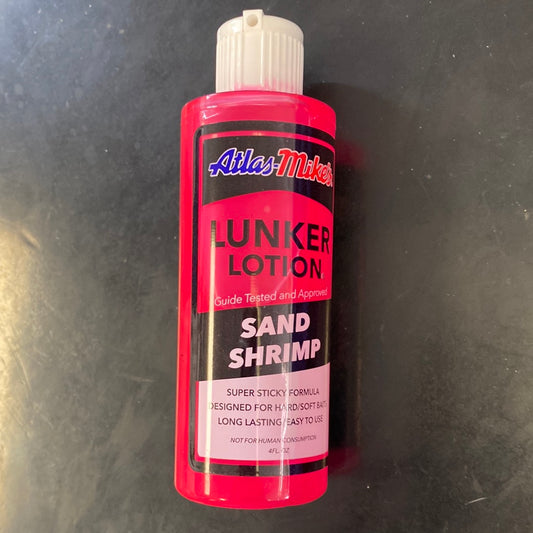 Atlas-Mike's
LUNKER
LOTION
Guide Tested and Approved
SAND
SHRIMP
SUPER STICKY FORMULA
DESIGNED FOR HARD/SOFT BAITS
LONG LASTING/EASY TO USE
NOT FOR HUMAN CONSUMPTION
4FL. OZ